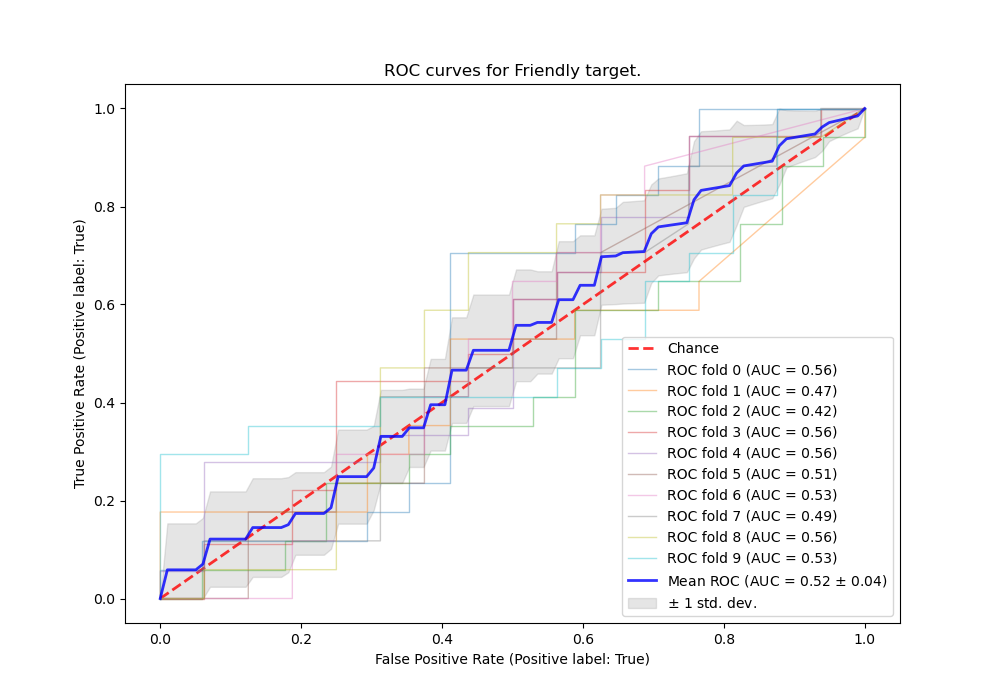 ROC curves for Friendly target.
True Positive Rate (Positive label: True)
1.0
0.8
0.6
0.4
0.2
0.0
0.0 0.2 0.4 0.6 0.8 1.0
False Positive Rate (Positive label: True)
Chance
ROC fold 0 (AUC = 0.56)
ROC fold 1 (AUC = 0.47)
ROC fold 2 (AUC = 0.42)
ROC fold 3 (AUC = 0.56)
ROC fold 4 (AUC = 0.56)
ROC fold 5 (AUC = 0.51)
ROC fold 6 (AUC = 0.53)
ROC fold 7 (AUC = 0.49)
ROC fold 8 (AUC = 0.56)
ROC fold 9 (AUC = 0.53)
Mean ROC (AUC = 0.52 ± 0.04)
± 1 std. dev.